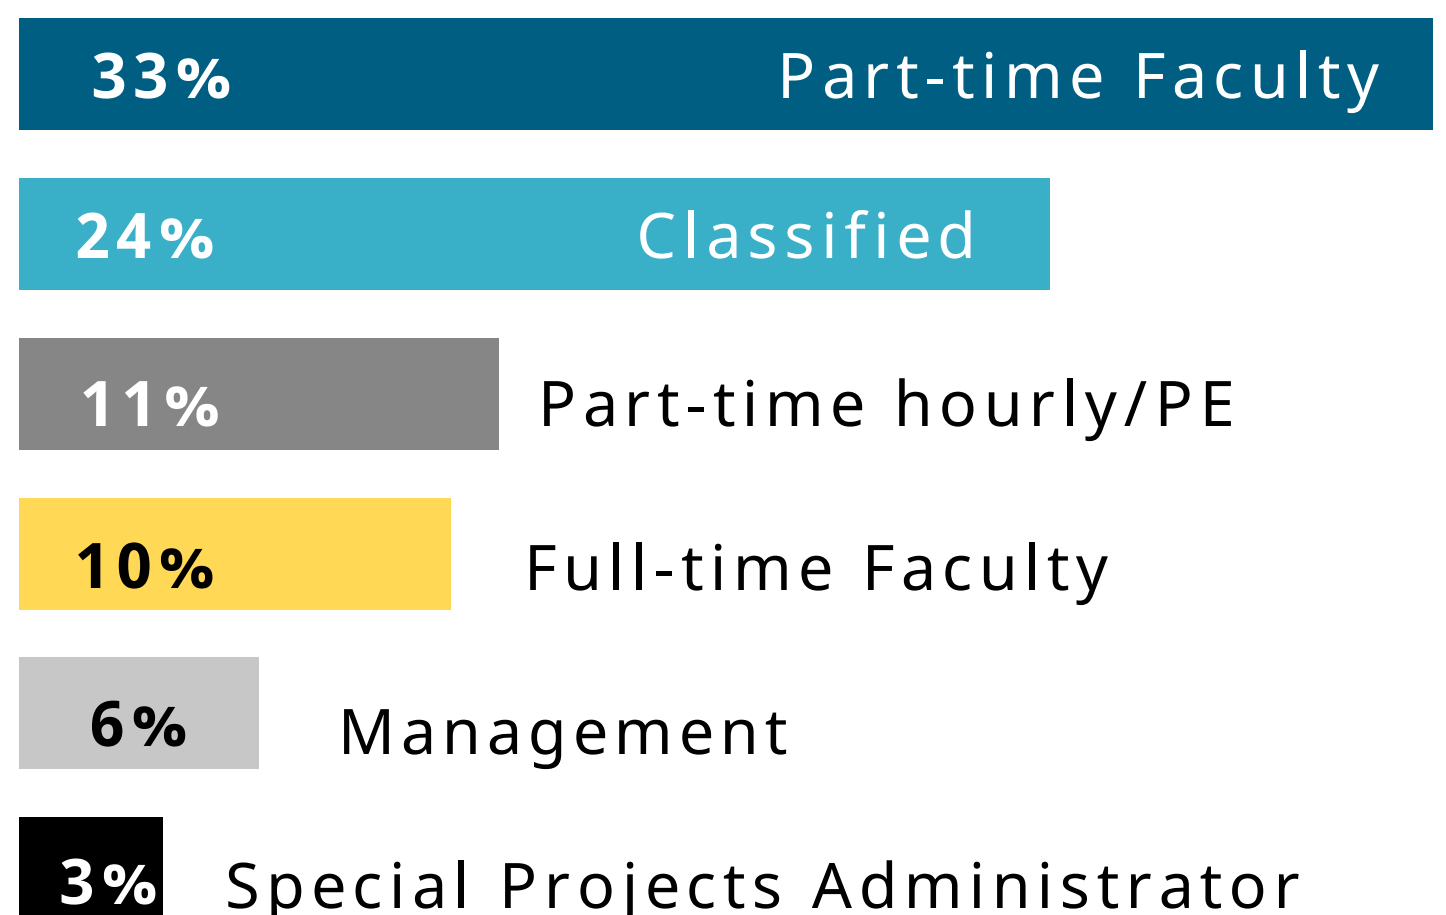 33% Part-time Faculty
24% Classified
11% Part-time hourly/PE
10% Full-time Faculty
6% Management
3% Special Projects Administrator